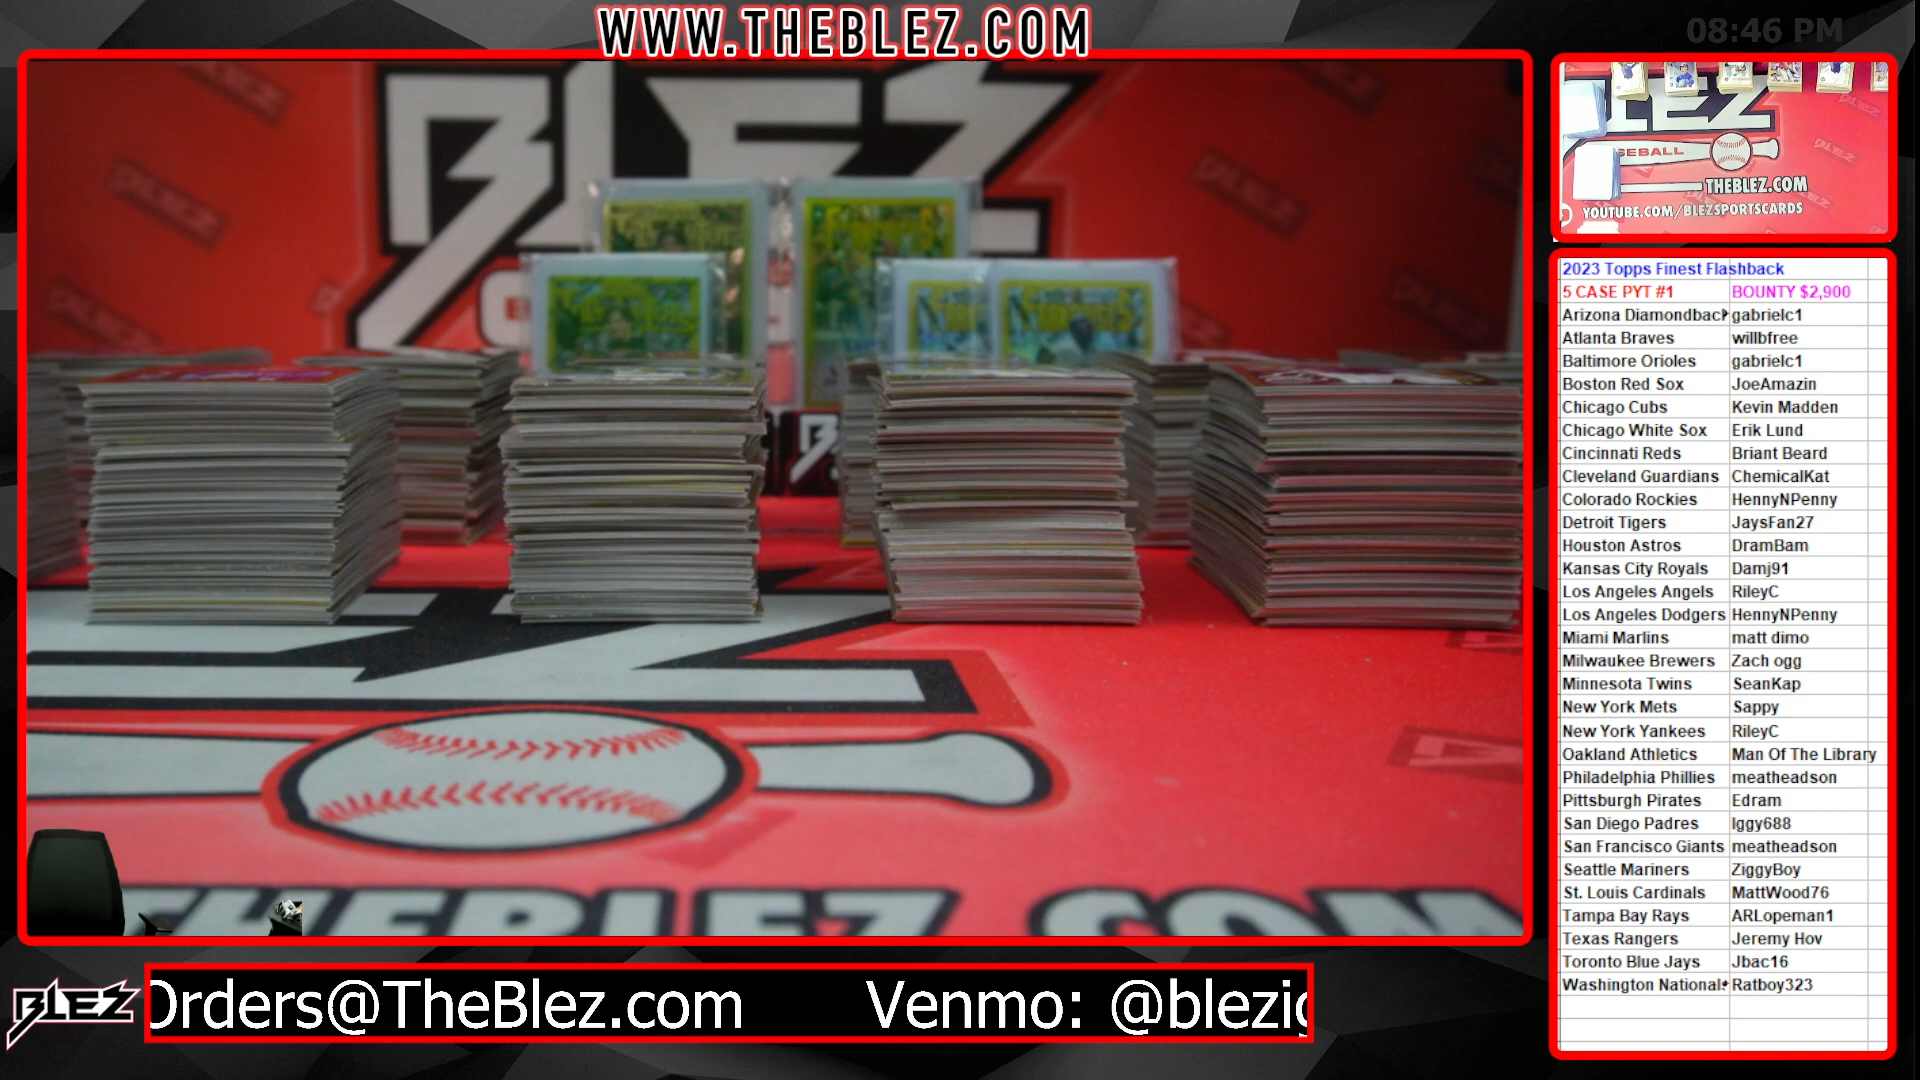 WWW.THEBLEZ.COM
08:46 PM
BLEZ
THEBLEZ.COM
LEZ
BLEZ
SEBALL
THEBLEZ.COM
YOUTUBE.COM/BLEZSPORTSCARDS
2023 Topps Finest Flashback
5 CASE PYT #1 BOUNTY $2,900
Arizona Diamondback gabrielc1
Atlanta Braves willbfree
Baltimore Orioles gabrielc1
Boston Red Sox JoeAmazin
Chicago Cubs Kevin Madden
Chicago White Sox Erik Lund
Cincinnati Reds Briant Beard
Cleveland Guardians ChemicalKat
Colorado Rockies HennyNPenny
Detroit Tigers JaysFan27
Houston Astros DramBam
Kansas City Royals Damj91
Los Angeles Angels RileyC
Los Angeles Dodgers HennyNPenny
Miami Marlins matt dimo
Milwaukee Brewers Zach ogg
Minnesota Twins SeanKap
New York Mets Sappy
New York Yankees RileyC
Oakland Athletics Man Of The Library
Philadelphia Phillies meatheadson
Pittsburgh Pirates Edram
San Diego Padres Iggy688
San Francisco Giants meatheadson
Seattle Mariners ZiggyBoy
St. Louis Cardinals MattWood76
Tampa Bay Rays ARLopeman1
Texas Rangers Jeremy Hov
Toronto Blue Jays Jbac16
Washington Nationals Ratboy323
BLEZ
Orders@TheBlez.com Venmo: @blezi